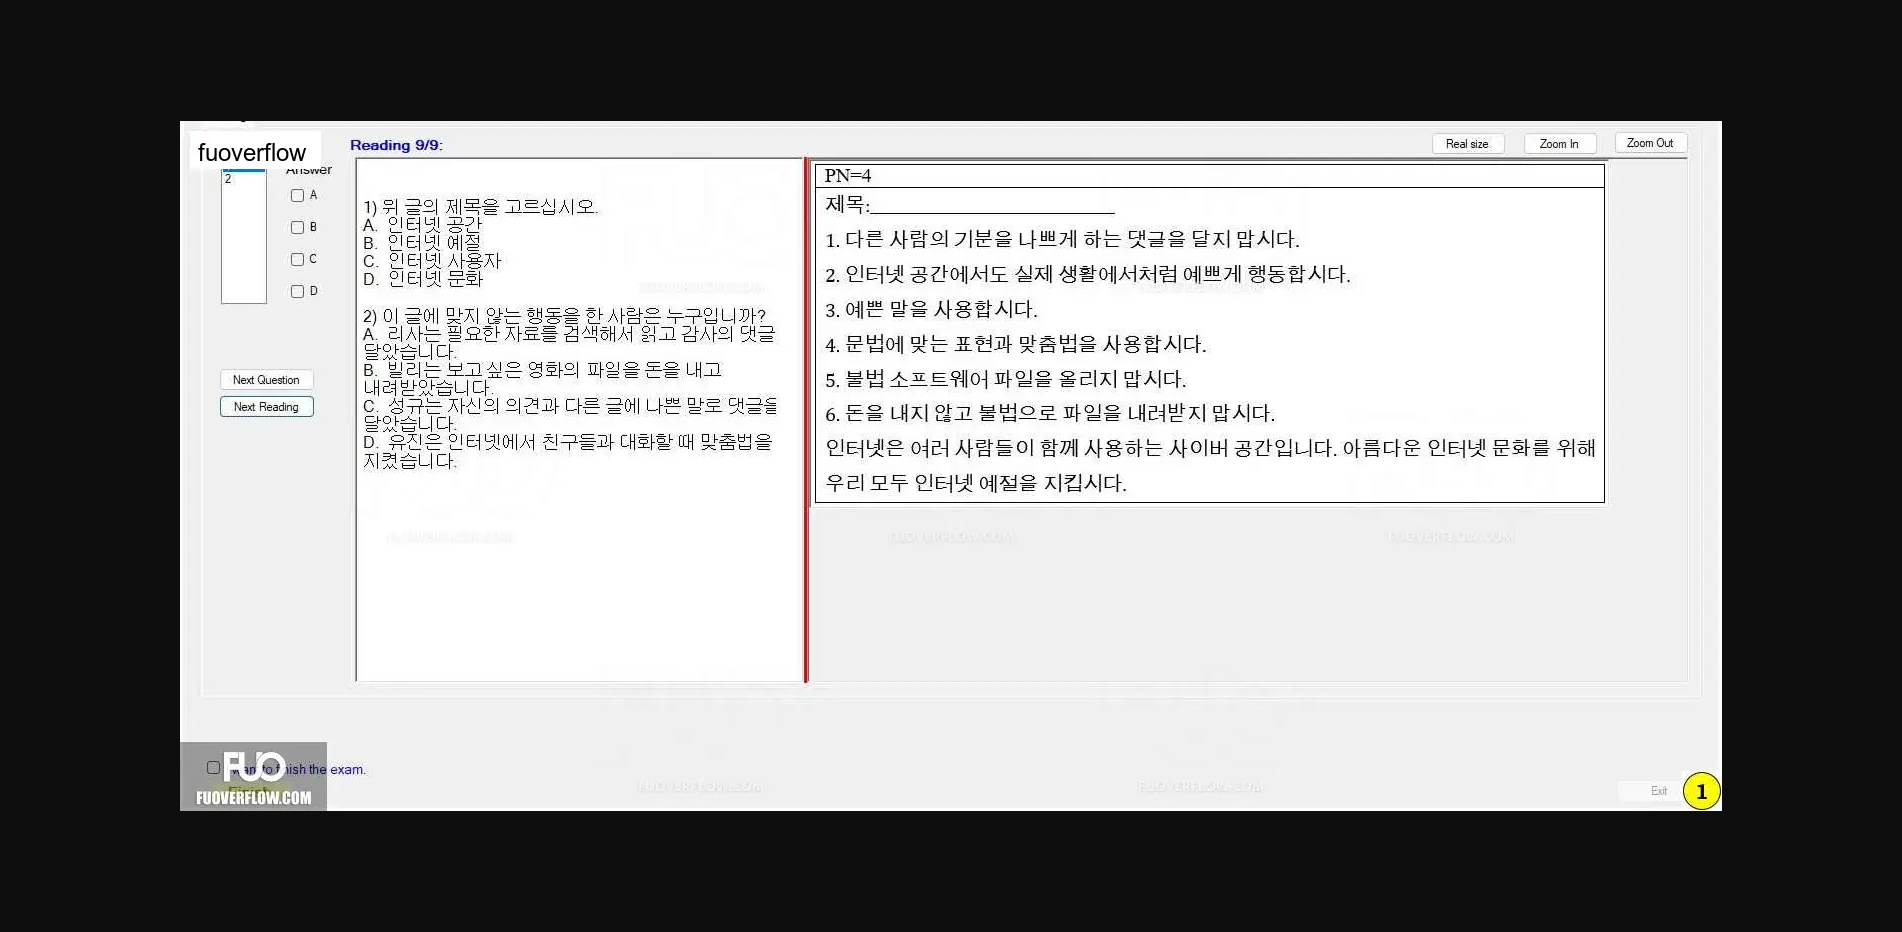 fuoverflow
Reading 9/9:
Real size
Zoom In
Zoom Out
Answer
2
A
B
C
D
Next Question
Next Reading
1) 위 글의 제목을 고르십시오.
A. 인터넷 공간
B. 인터넷 예절
C. 인터넷 사용자
D. 인터넷 문화
2) 이 글에 맞지 않는 행동을 한 사람은 누구입니까?
A. 리사는 필요한 자료를 검색해서 읽고 감사의 댓글
달았습니다.
B. 빌리는 보고 싶은 영화의 파일을 돈을 내고
내려받았습니다.
C. 성규는 자신의 의견과 다른 글에 나쁜 말로 댓글을
달았습니다.
D. 유진은 인터넷에서 친구들과 대화할 때 맞춤법을
지켰습니다.
PN=4
제목:
1. 다른 사람의 기분을 나쁘게 하는 댓글을 달지 맙시다.
2. 인터넷 공간에서도 실제 생활에서처럼 예쁘게 행동합시다.
3. 예쁜 말을 사용합시다.
4. 문법에 맞는 표현과 맞춤법을 사용합시다.
5. 불법 소프트웨어 파일을 올리지 맙시다.
6. 돈을 내지 않고 불법으로 파일을 내려받지 맙시다.
인터넷은 여러 사람들이 함께 사용하는 사이버 공간입니다. 아름다운 인터넷 문화를 위해
우리 모두 인터넷 예절을 지킵시다.
FUOVERFLOW.COM
FUOVERFLOW.COM
FUOVERFLOW.COM
FUOVERFLOW.COM
FUOVERFLOW.COM
FUOVERFLOW.COM
FUOVERFLOW.COM
want to finish the exam.
Finish
FUO
FUOVERFLOW.COM
Exit
1